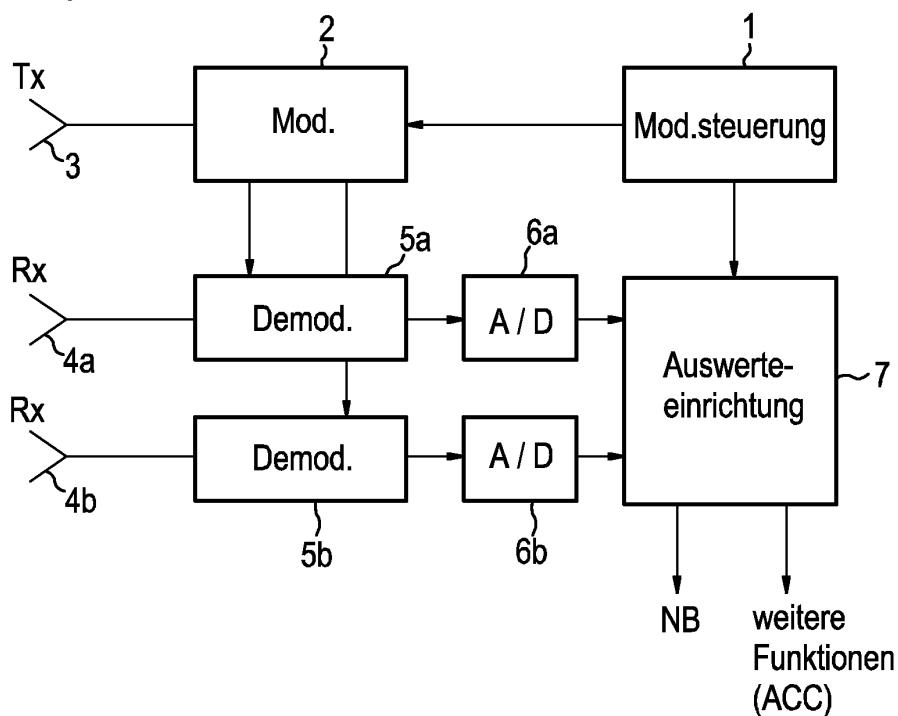 2
1
Tx
Mod.
Mod.steuerung
3
5a
6a
Rx
Demod.
A / D
4a
Auswerte-
einrichtung
7
Rx
Demod.
A / D
4b
5b
6b
NB
weitere
Funktionen
(ACC)